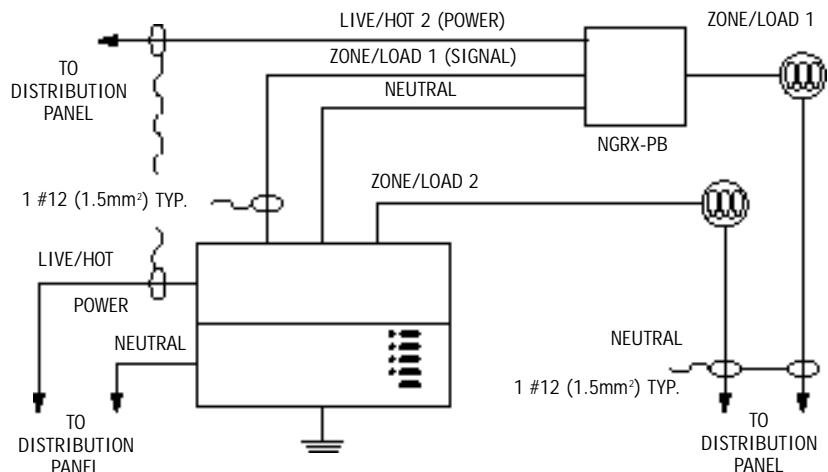 LIVE/HOT 2 (POWER)
ZONE/LOAD 1
ZONE/LOAD 1 (SIGNAL)
TO
DISTRIBUTION
PANEL
NEUTRAL
NGRX-PB
1 #12 (1.5mm²) TYP.
ZONE/LOAD 2
LIVE/HOT
POWER
NEUTRAL
NEUTRAL
1 #12 (1.5mm²) TYP.
TO
DISTRIBUTION
PANEL
TO
DISTRIBUTION
PANEL